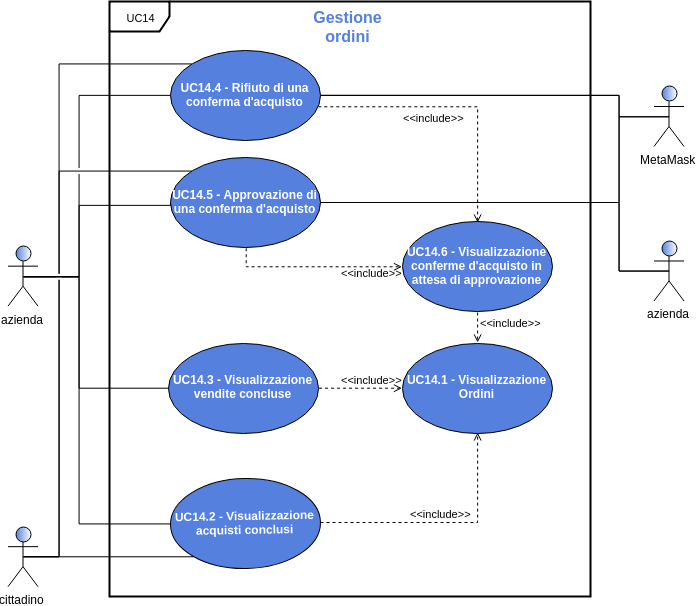 UC14
Gestione
ordini
UC14.4 - Rifiuto di una
conferma d'acquisto
<<include>>
MetaMask
UC14.5 - Approvazione di
una conferma d'acquisto
UC14.6 - Visualizzazione
conferme d'acquisto in
attesa di approvazione
<<include>>
azienda
azienda
<<include>>
UC14.3 - Visualizzazione
vendite concluse
<<include>>
UC14.1 - Visualizzazione
Ordini
UC14.2 - Visualizzazione
acquisti conclusi
<<include>>
cittadino